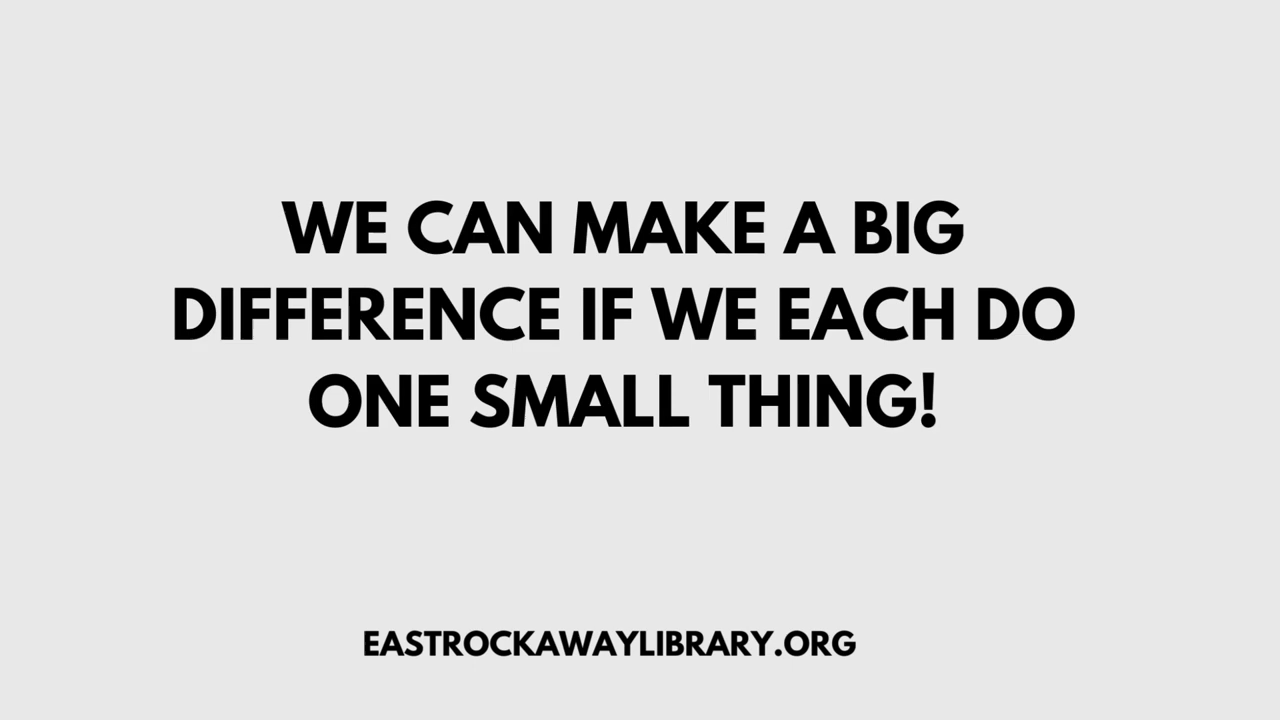 WE CAN MAKE A BIG
DIFFERENCE IF WE EACH DO
ONE SMALL THING!
EASTROCKAWAYLIBRARY.ORG